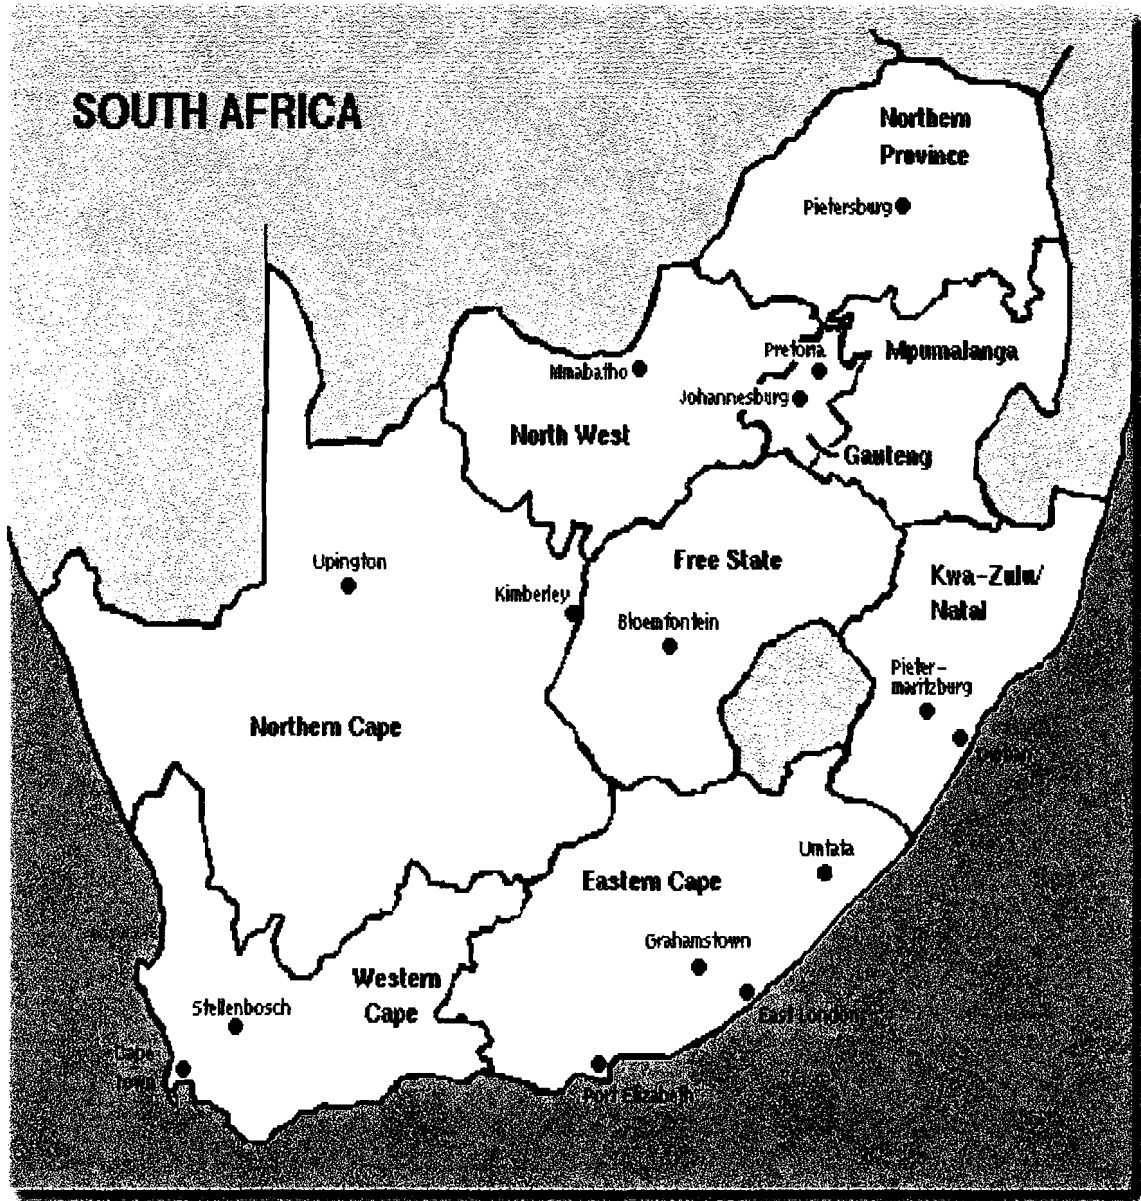 SOUTH AFRICA
Northern
Province
Pietersburg
Pretoria
Mpumalanga
Mmabatho
Johannesburg
North West
Gauteng
Upington
Free State
Kwa-Zulu/
Natal
Kimberley
Bloemfontein
Pieter-
maritzburg
Northern Cape
Durban
Umtata
Eastern Cape
Grahamstown
Western
Cape
Stellenbosch
East London
Cape
Town
Port Elizabeth